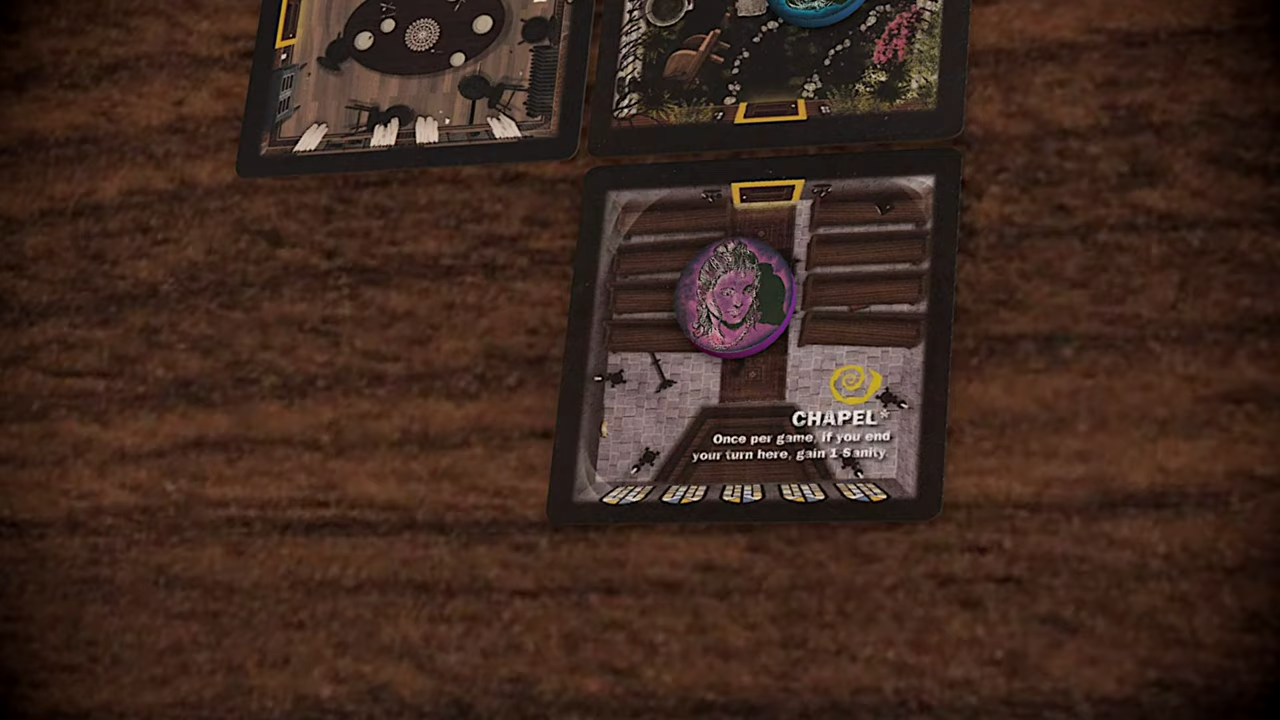 CHAPEL*
Once per game, if you end
your turn here, gain 1 Sanity.